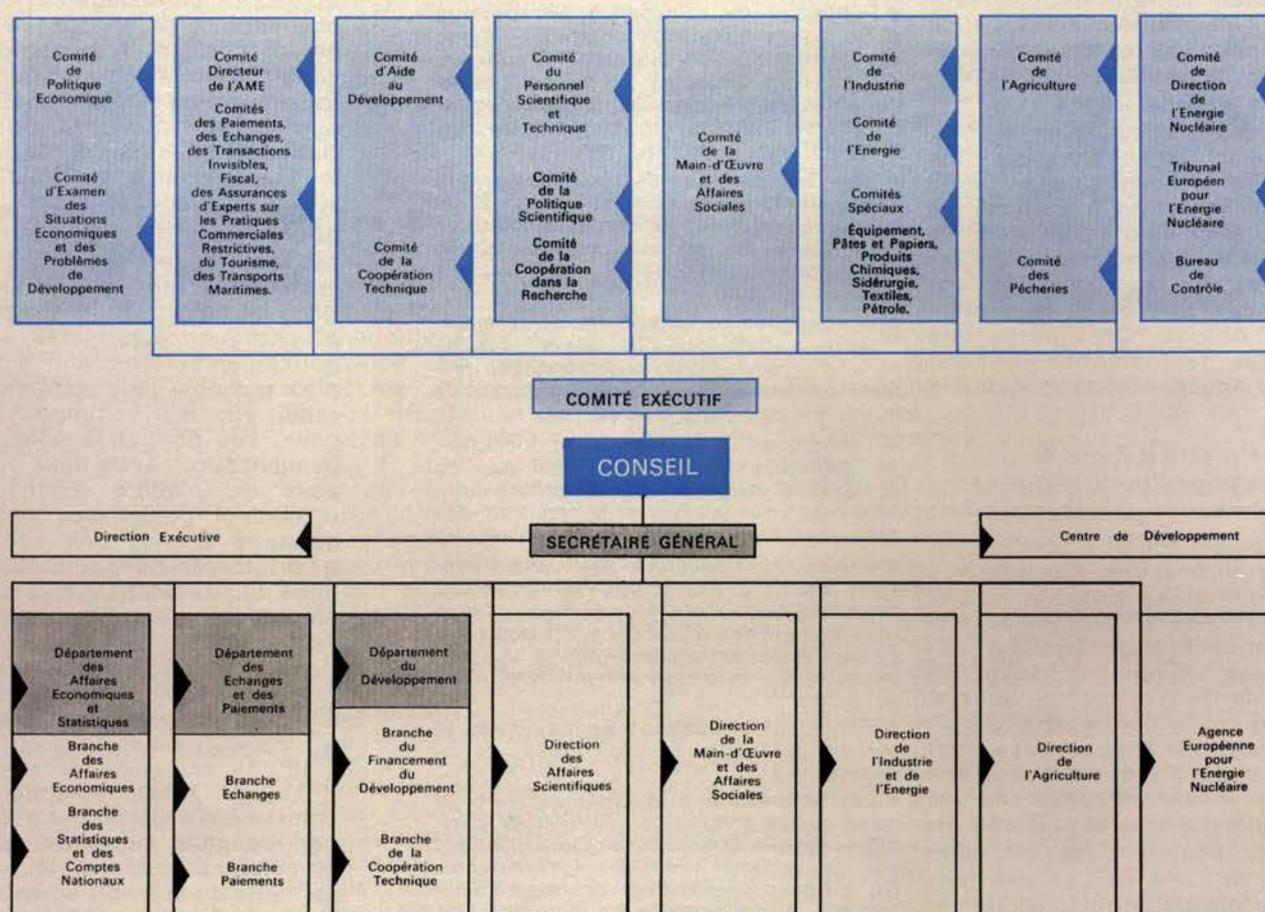 Comité
de
Politique
Economique
Comité
d'Examen
des
Situations
Economiques
et des
Problèmes
de
Développement
Comité
Directeur
de l'AME
Comités
des Paiements,
des Echanges,
des Transactions
Invisibles,
Fiscal,
des Assurances
d'Experts sur
les Pratiques
Commerciales
Restrictives,
du Tourisme,
des Transports
Maritimes.
Comité
d'Aide
au
Développement
Comité
de la
Coopération
Technique
Comité
du
Personnel
Scientifique
et
Technique
Comité
de la
Politique
Scientifique
Comité
de la
Coopération
dans la
Recherche
Comité
de la
Main-d'Œuvre
et des
Affaires
Sociales
Comité
de
l'Industrie
Comité
de
l'Energie
Comités
Spéciaux
Équipement,
Pâtes et Papiers,
Produits
Chimiques,
Sidérurgie,
Textiles,
Pétrole.
Comité
de
l'Agriculture
Comité
des
Pécheries
Comité
de
Direction
de
l'Energie
Nucléaire
Tribunal
Européen
pour
l'Energie
Nucléaire
Bureau
de
Contrôle
COMITÉ EXÉCUTIF
CONSEIL
Direction Exécutive
SECRÉTAIRE GÉNÉRAL
Centre de Développement
Département
des
Affaires
Economiques
et
Statistiques
Branche
des
Affaires
Economiques
Branche
des
Statistiques
et des
Comptes
Nationaux
Département
des
Echanges
et des
Paiements
Branche
Echanges
Branche
Paiements
Département
du
Développement
Branche
du
Financement
du
Développement
Branche
de la
Coopération
Technique
Direction
des
Affaires
Scientifiques
Direction
de la
Main-d'Œuvre
et des
Affaires
Sociales
Direction
de
l'Industrie
et de
l'Energie
Direction
de
l'Agriculture
Agence
Européenne
pour
l'Energie
Nucléaire